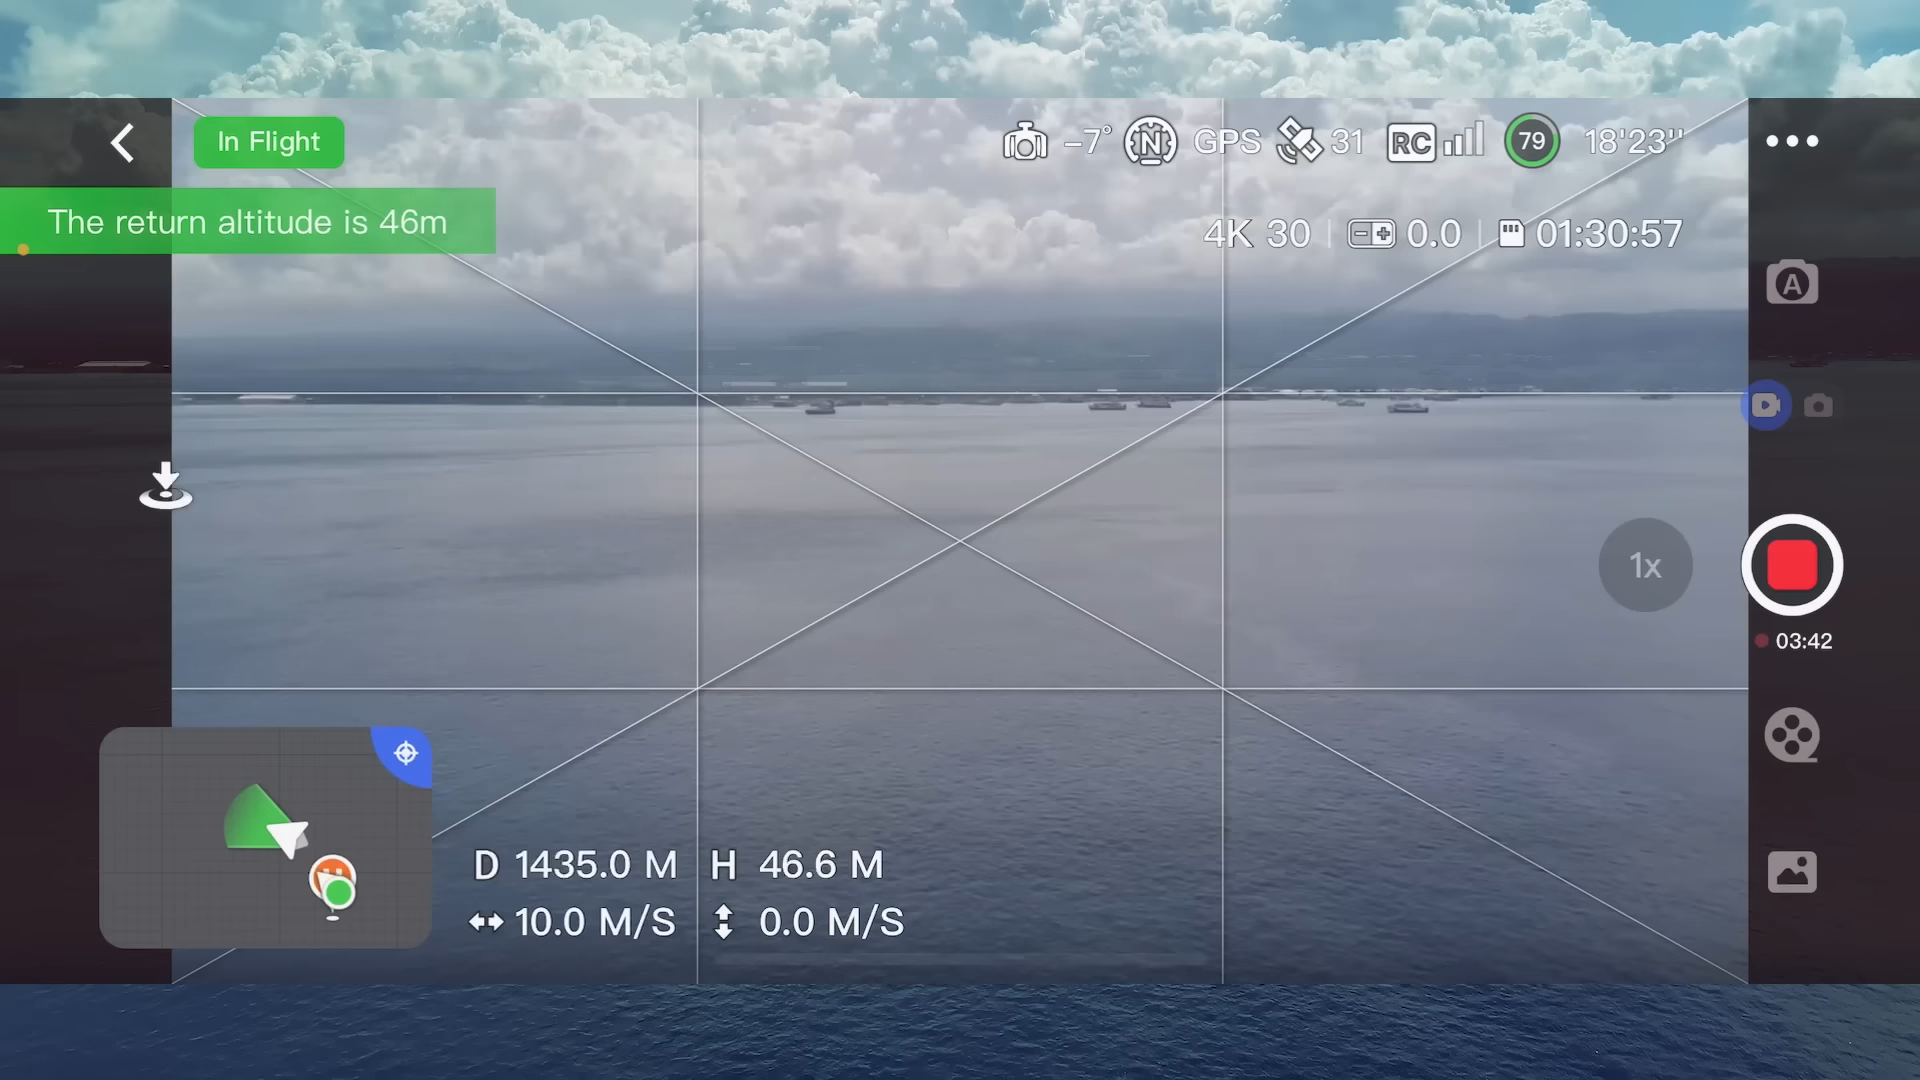 In Flight
-7° N GPS 31 RC 79 18'23''
The return altitude is 46m
4K 30 | 0.0 | 01:30:57
A
1x
03:42
D 1435.0 M H 46.6 M
10.0 M/S 0.0 M/S